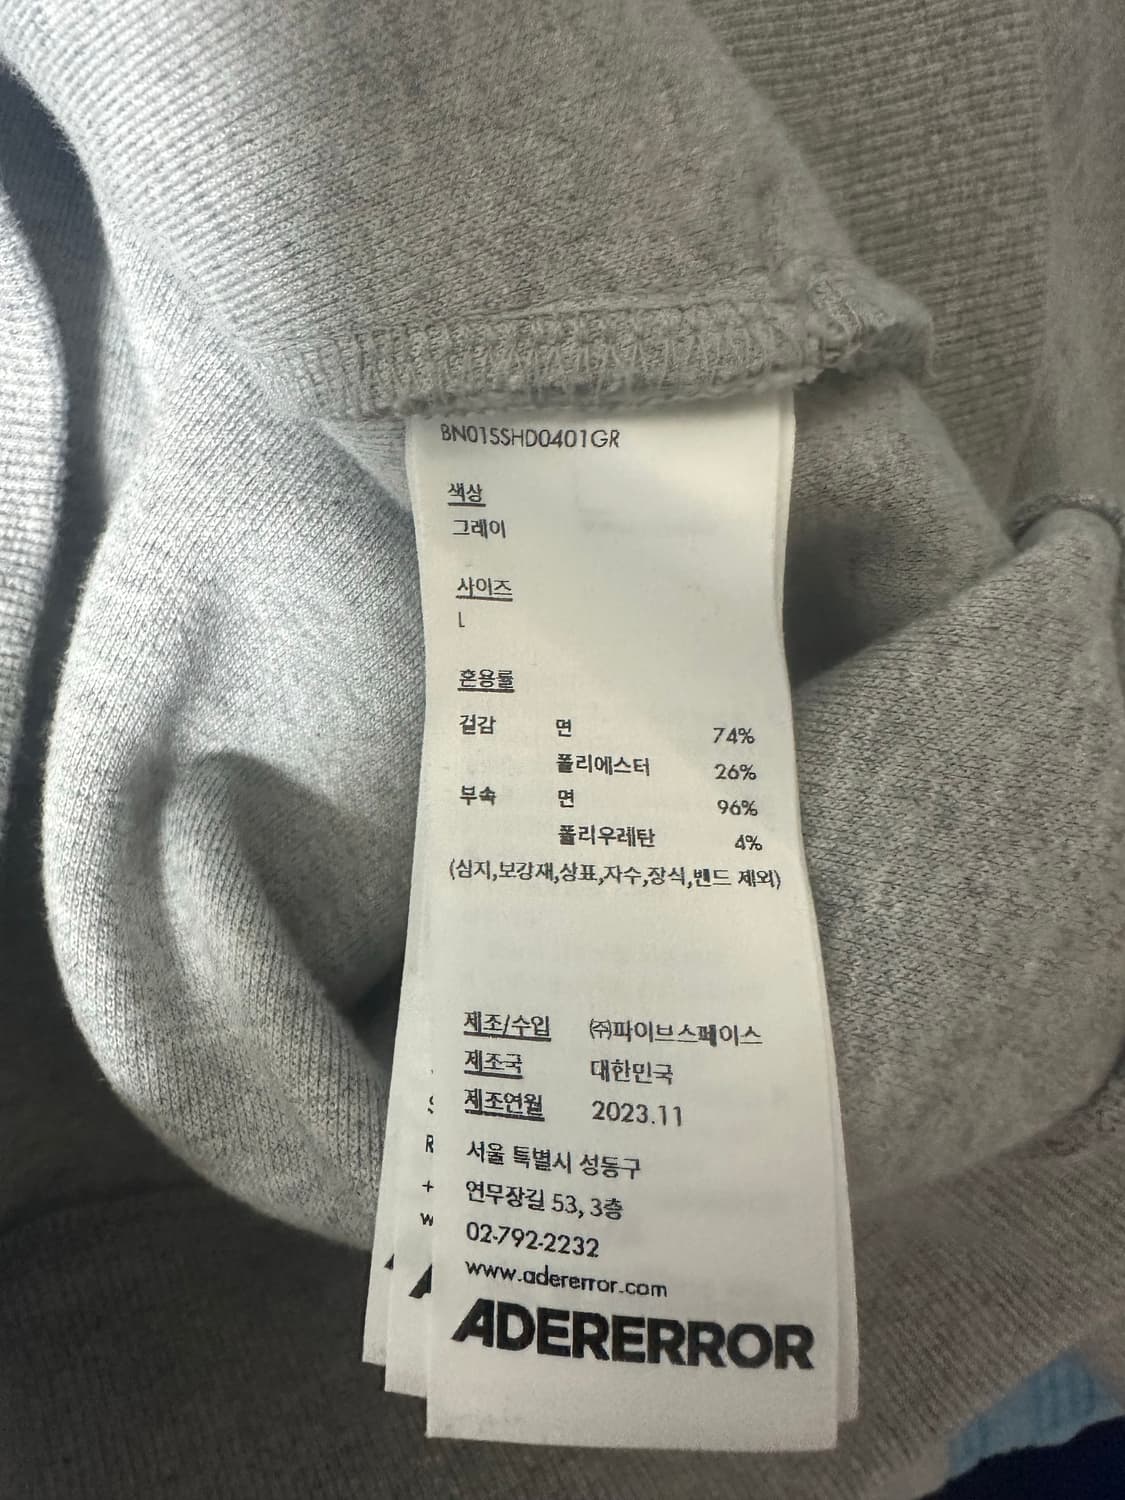 BN01SSHD0401GR
색상
그레이
사이즈
L
혼용률
겉감 면 74%
폴리에스터 26%
부속 면 96%
폴리우레탄 4%
(심지,보강재,상표,자수,장식,밴드 제외)
제조/수입 ㈜파이브스페이스
제조국 대한민국
제조연월 2023.11
서울 특별시 성동구
연무장길 53, 3층
02-792-2232
www.adererror.com
ADERERROR